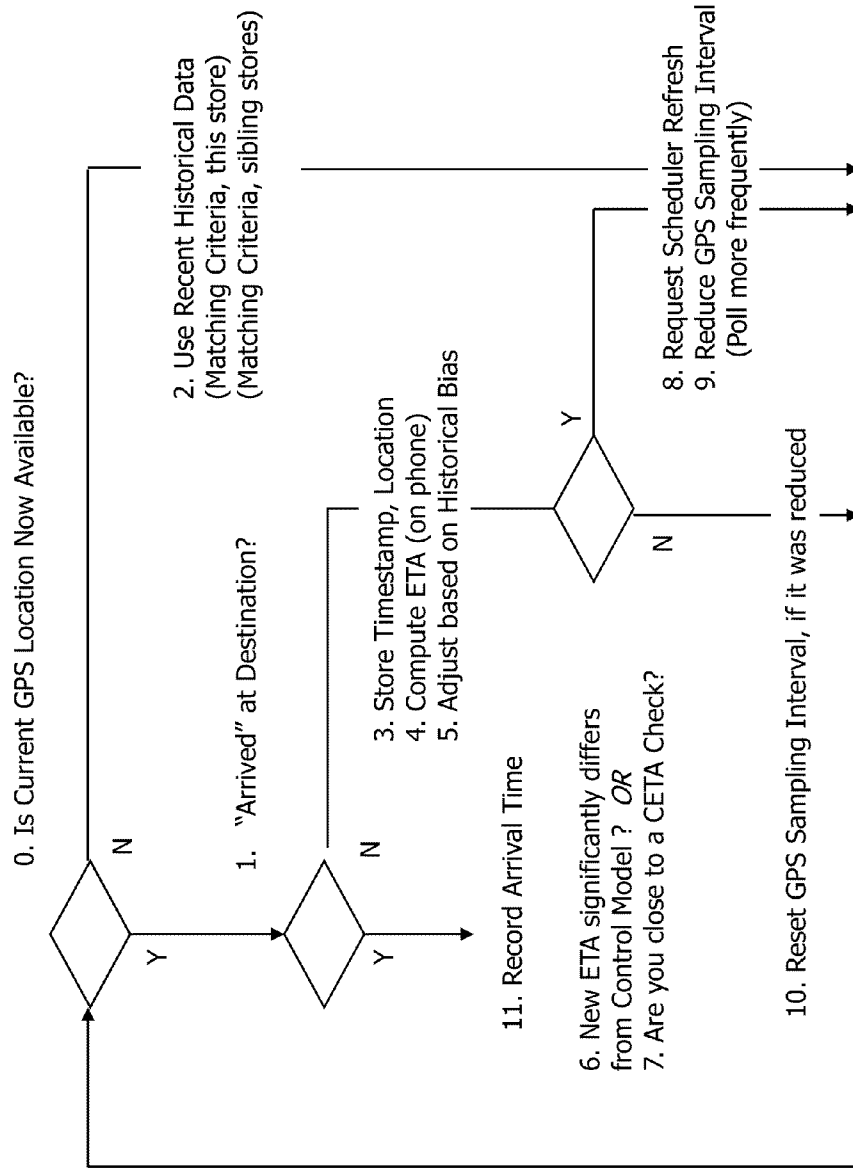 0. Is Current GPS Location Now Available?
N
Y
2. Use Recent Historical Data
(Matching Criteria, this store)
(Matching Criteria, sibling stores)
1. “Arrived” at Destination?
N
Y
3. Store Timestamp, Location
4. Compute ETA (on phone)
5. Adjust based on Historical Bias
11. Record Arrival Time
6. New ETA significantly differs
from Control Model ? OR
7. Are you close to a CETA Check?
Y
N
8. Request Scheduler Refresh
9. Reduce GPS Sampling Interval
(Poll more frequently)
10. Reset GPS Sampling Interval, if it was reduced